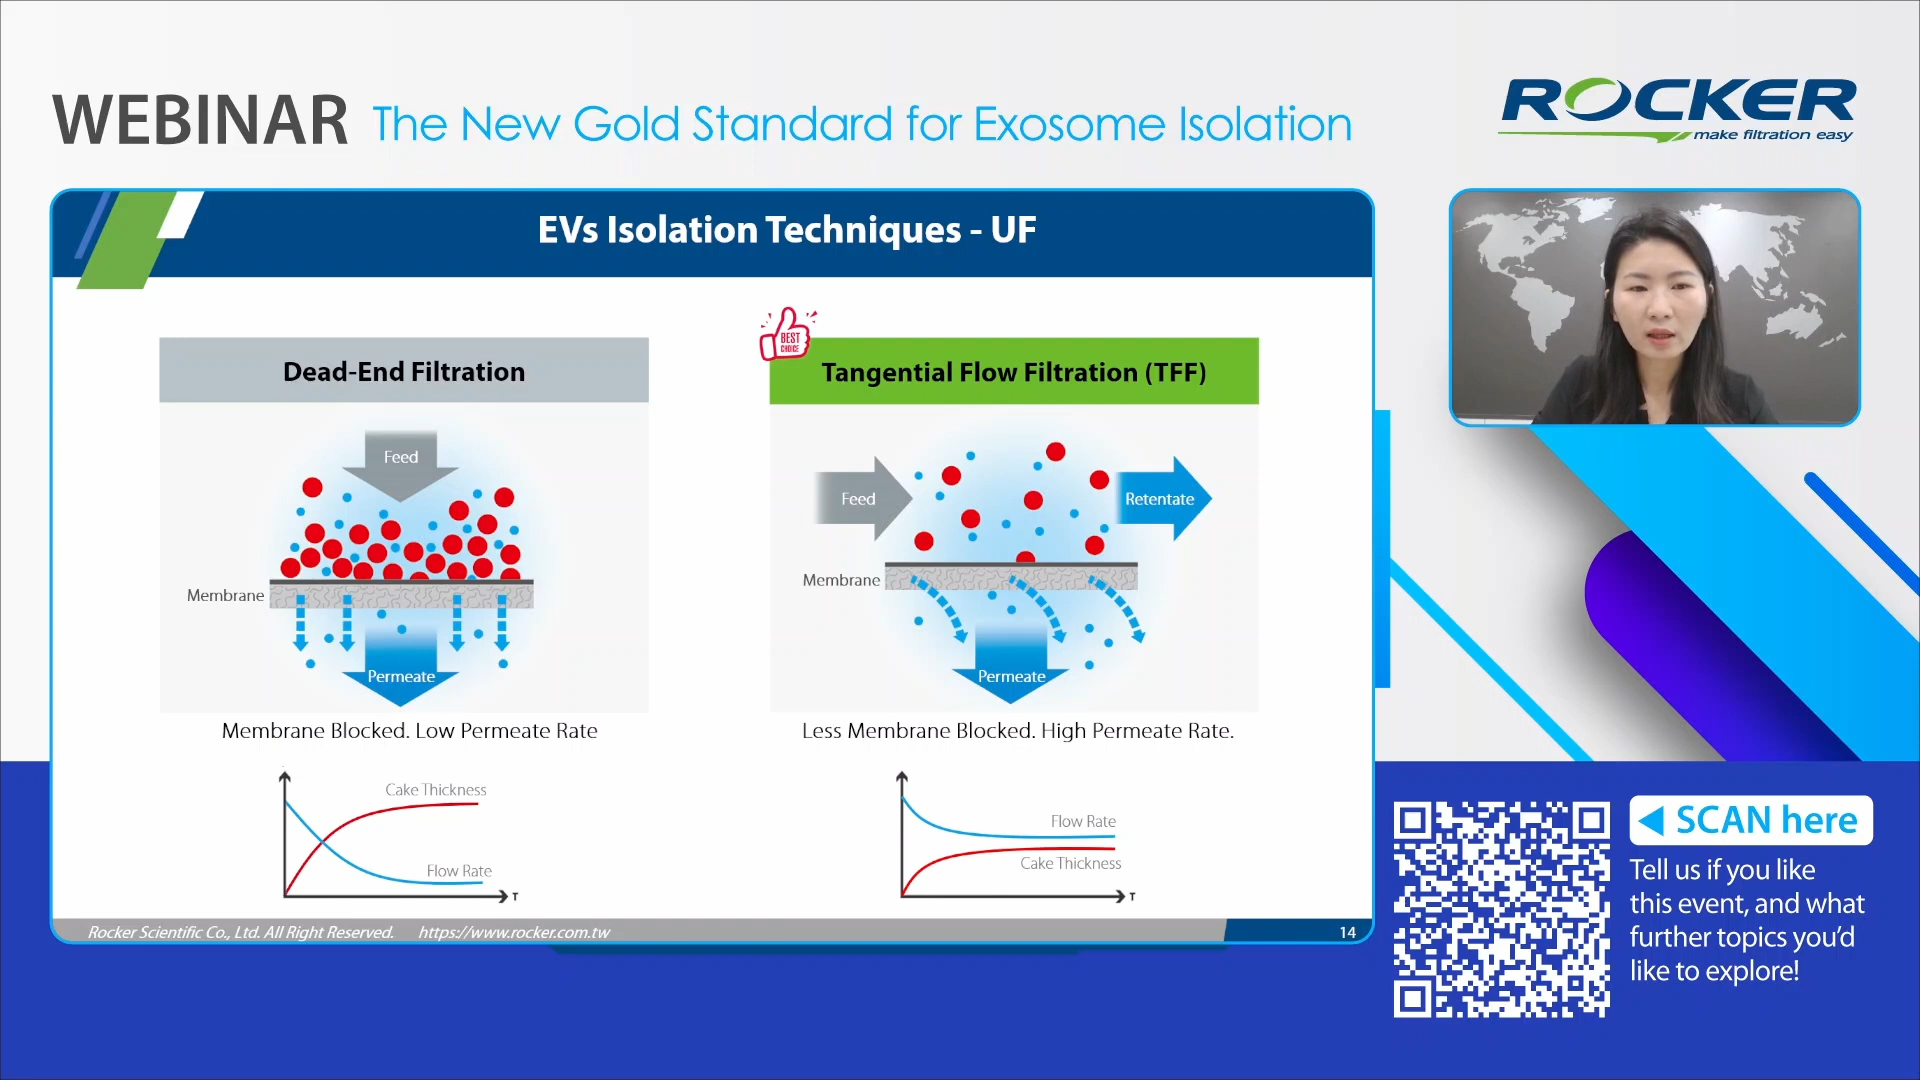 WEBINAR The New Gold Standard for Exosome Isolation
ROCKER
make filtration easy
EVs Isolation Techniques - UF
BEST
CHOICE
Dead-End Filtration
Feed
Membrane
Permeate
Membrane Blocked. Low Permeate Rate
Cake Thickness
Flow Rate
T
Tangential Flow Filtration (TFF)
Feed
Retentate
Membrane
Permeate
Less Membrane Blocked. High Permeate Rate.
Flow Rate
Cake Thickness
T
Rocker Scientific Co., Ltd. All Right Reserved. https://www.rocker.com.tw
14
SCAN here
Tell us if you like
this event, and what
further topics you’d
like to explore!